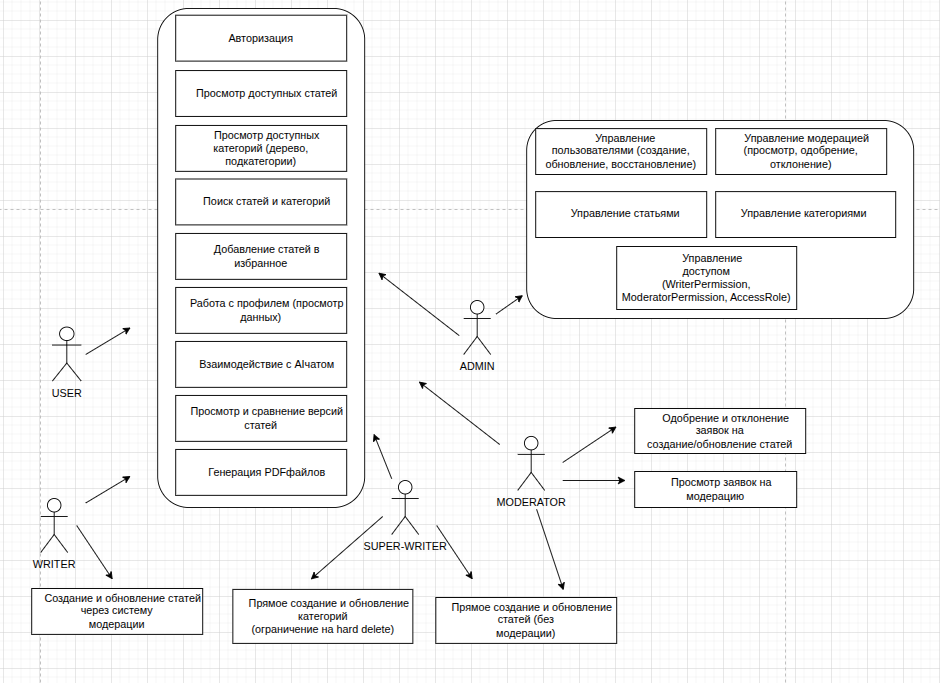 Авторизация
Просмотр доступных статей
Просмотр доступных
категорий (дерево,
подкатегории)
Поиск статей и категорий
Добавление статей в
избранное
Работа с профилем (просмотр
данных)
Взаимодействие с AIчатом
Просмотр и сравнение версий
статей
Генерация PDFфайлов
Управление
пользователями (создание,
обновление, восстановление)
Управление модерацией
(просмотр, одобрение,
отклонение)
Управление статьями
Управление категориями
Управление
доступом
(WriterPermission,
ModeratorPermission, AccessRole)
USER
ADMIN
Одобрение и отклонение
заявок на
создание/обновление статей
Просмотр заявок на
модерацию
MODERATOR
SUPER-WRITER
WRITER
Создание и обновление статей
через систему
модерации
Прямое создание и обновление
категорий
(ограничение на hard delete)
Прямое создание и обновление
статей (без
модерации)